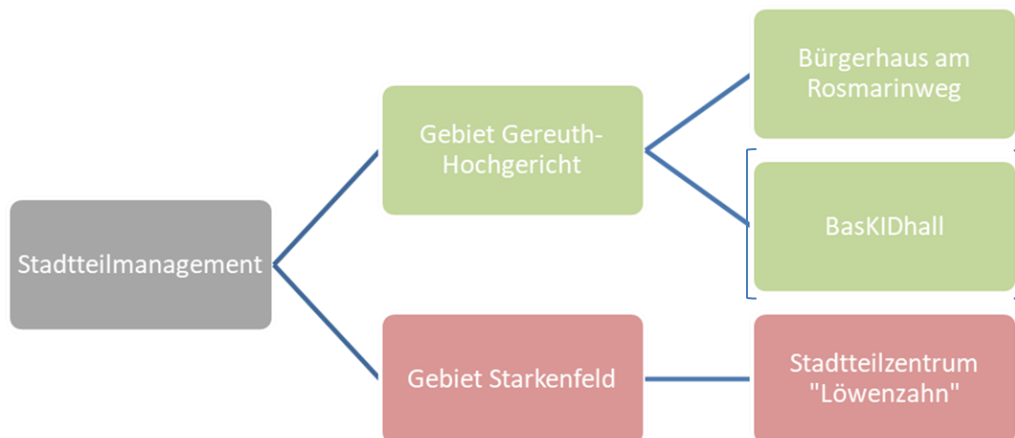 Stadtteilmanagement
Gebiet Gereuth-
Hochgericht
Bürgerhaus am
Rosmarinweg
BasKIDhall
Gebiet Starkenfeld
Stadtteilzentrum
"Löwenzahn"